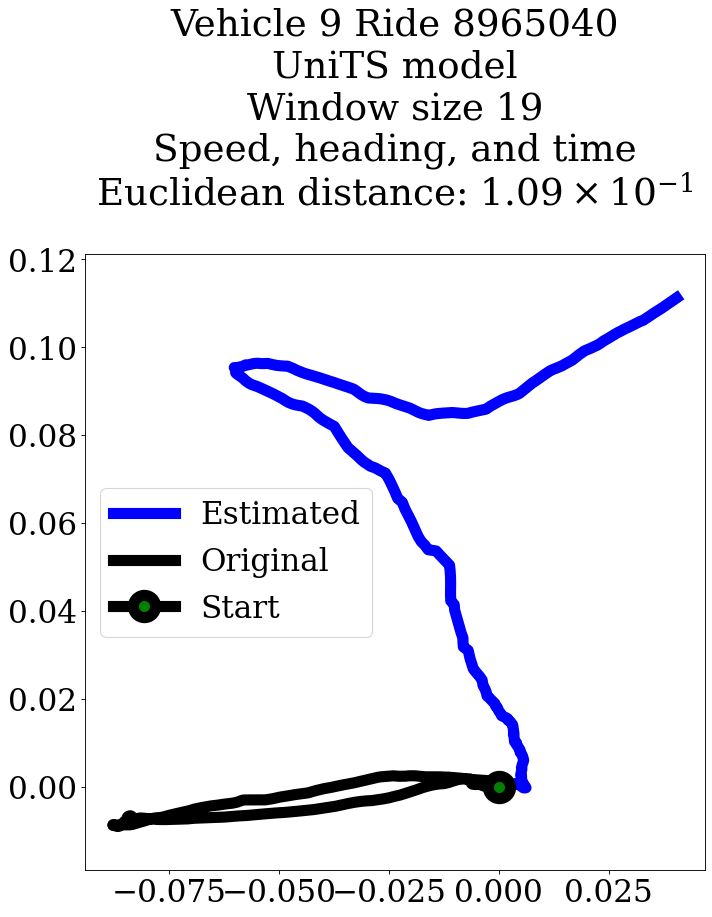 Vehicle 9 Ride 8965040
UniTS model
Window size 19
Speed, heading, and time
Euclidean distance: 1.09 × 10⁻¹
0.12
0.10
0.08
0.06
0.04
0.02
0.00
Estimated
Original
Start
−0.075 −0.050 −0.025 0.000 0.025